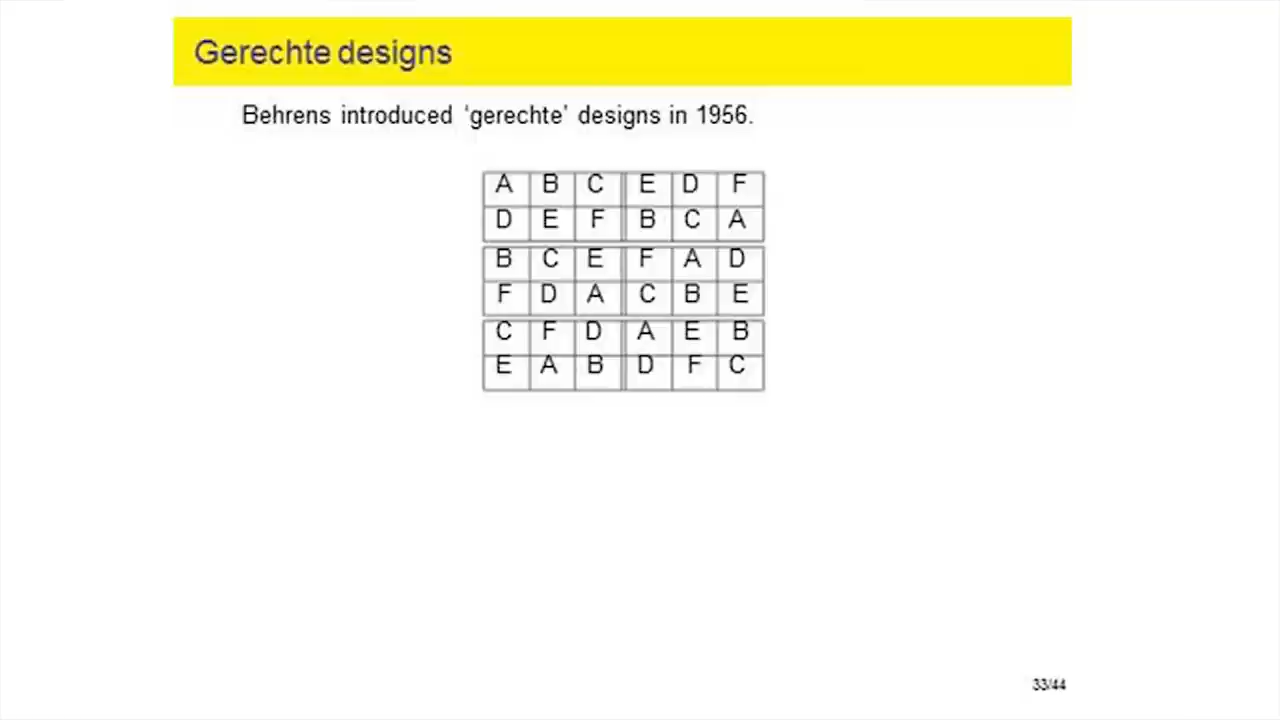 Gerechte designs
Behrens introduced ‘gerechte’ designs in 1956.
A B C E D F
D E F B C A
B C E F A D
F D A C B E
C F D A E B
E A B D F C
33/44